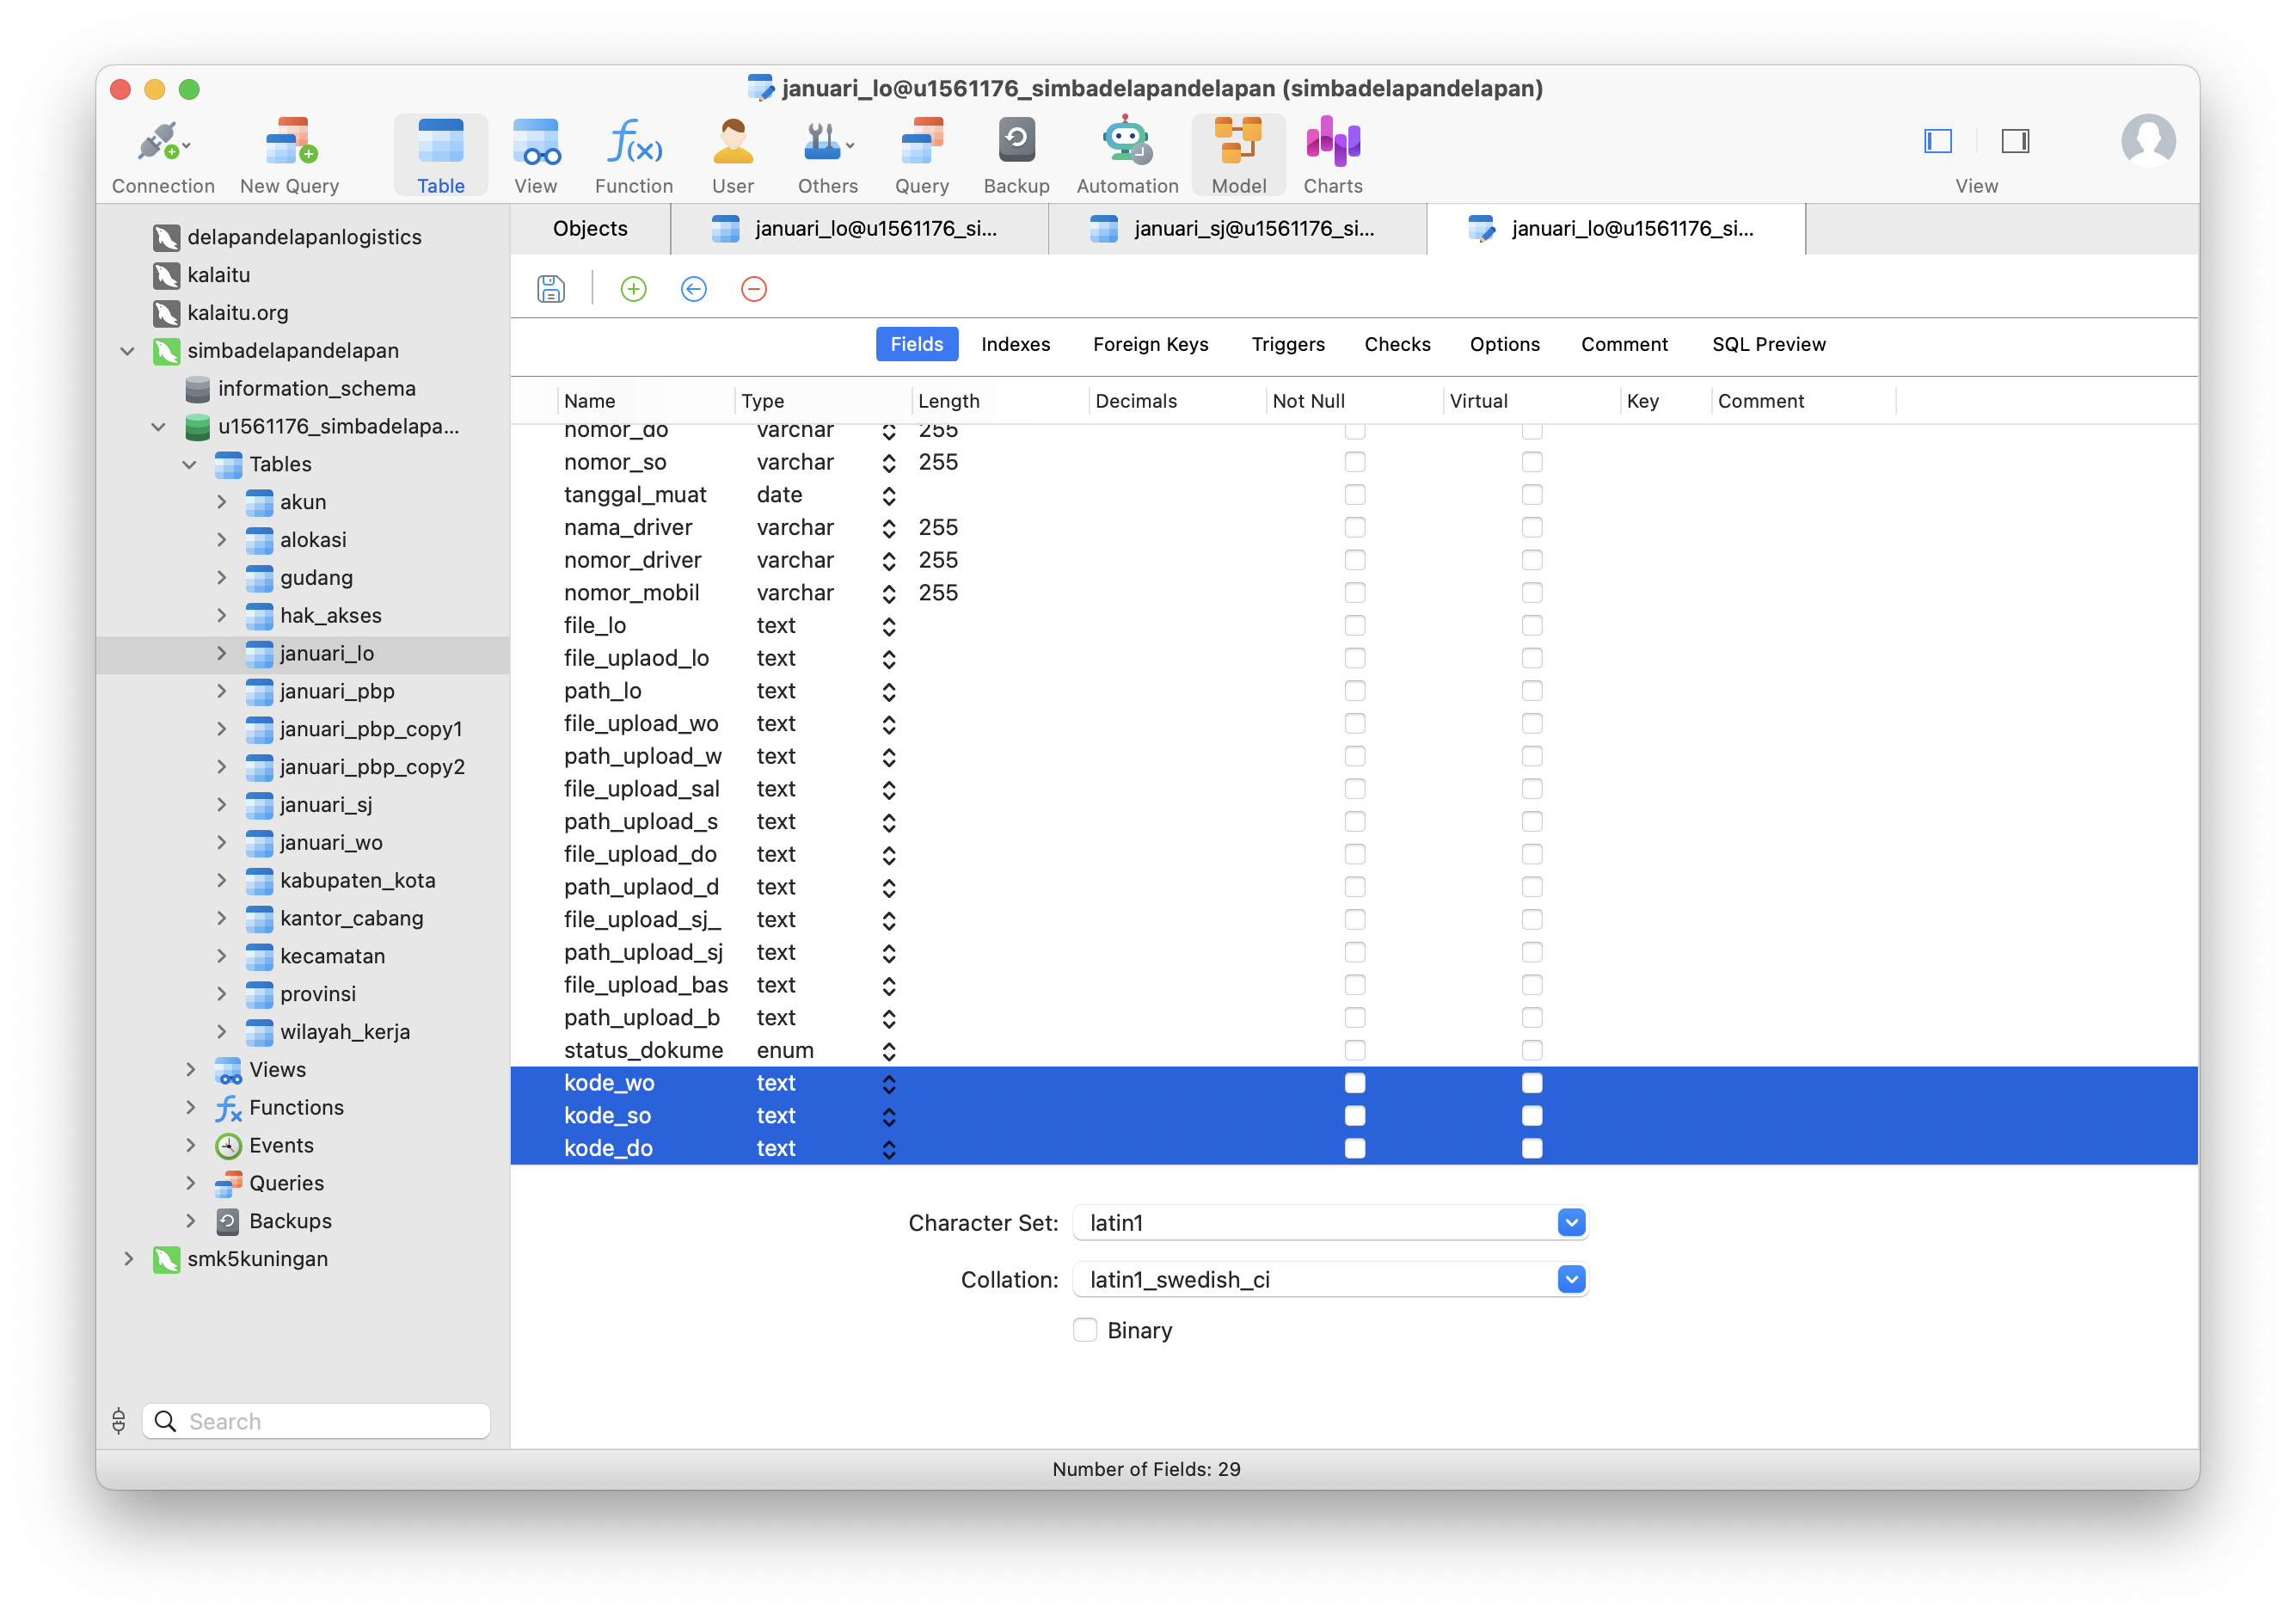 januari_lo@u1561176_simbadelapandelapan (simbadelapandelapan)
Connection New Query Table View Function User Others Query Backup Automation Model Charts View
Objects januari_lo@u1561176_si... januari_sj@u1561176_si... januari_lo@u1561176_si...
Fields Indexes Foreign Keys Triggers Checks Options Comment SQL Preview
delapandelapanlogistics
kalaitu
kalaitu.org
simbadelapandelapan
information_schema
u1561176_simbadelapa...
Tables
akun
alokasi
gudang
hak_akses
januari_lo
januari_pbp
januari_pbp_copy1
januari_pbp_copy2
januari_sj
januari_wo
kabupaten_kota
kantor_cabang
kecamatan
provinsi
wilayah_kerja
Views
Functions
Events
Queries
Backups
smk5kuningan
Search
Name Type Length Decimals Not Null Virtual Key Comment
nomor_do varchar 255
nomor_so varchar 255
tanggal_muat date
nama_driver varchar 255
nomor_driver varchar 255
nomor_mobil varchar 255
file_lo text
file_uplaod_lo text
path_lo text
file_upload_wo text
path_upload_w text
file_upload_sal text
path_upload_s text
file_upload_do text
path_uplaod_d text
file_upload_sj_ text
path_upload_sj text
file_upload_bas text
path_upload_b text
status_dokume enum
kode_wo text
kode_so text
kode_do text
Character Set: latin1
Collation: latin1_swedish_ci
Binary
Number of Fields: 29